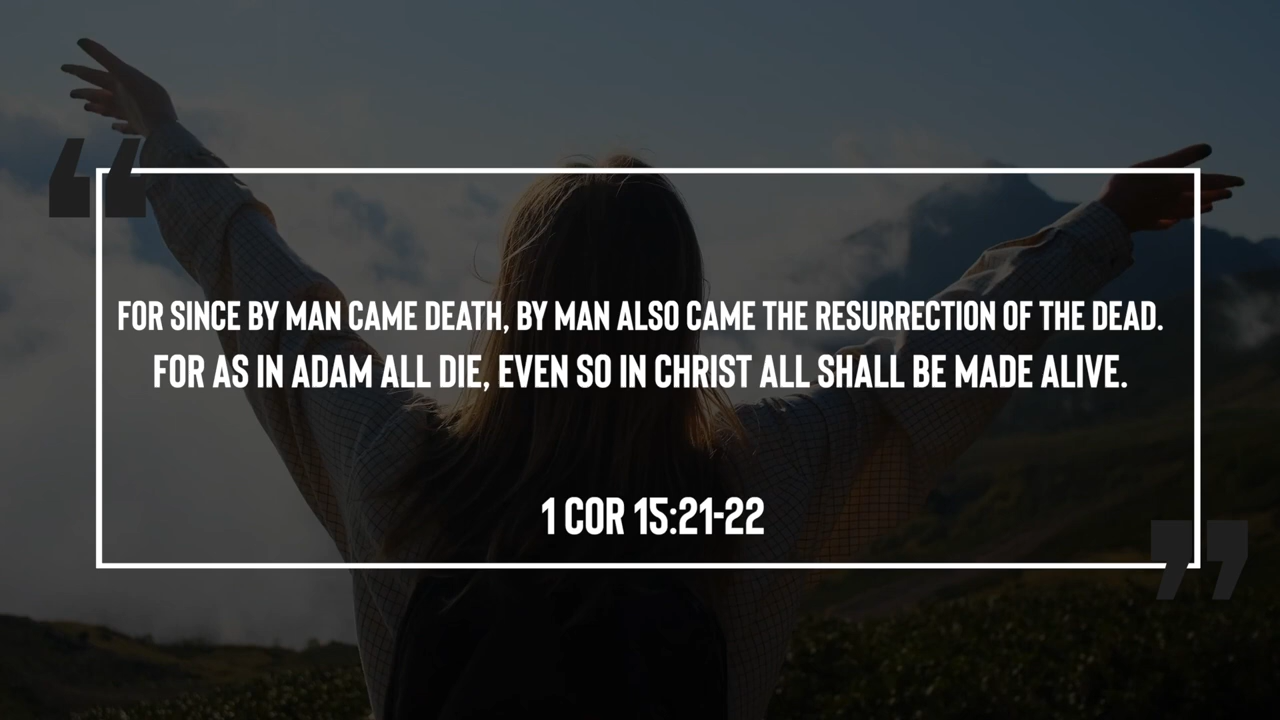 FOR SINCE BY MAN CAME DEATH, BY MAN ALSO CAME THE RESURRECTION OF THE DEAD.
FOR AS IN ADAM ALL DIE, EVEN SO IN CHRIST ALL SHALL BE MADE ALIVE.
1 COR 15:21-22